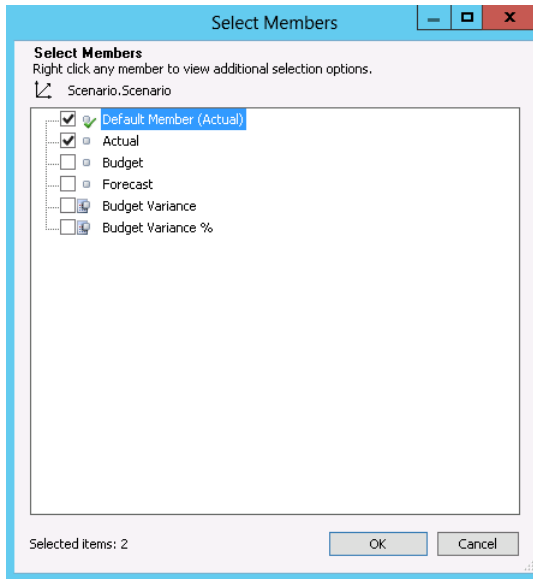 Select Members
Select Members
Right click any member to view additional selection options.
Scenario.Scenario
Default Member (Actual)
Actual
Budget
Forecast
Budget Variance
Budget Variance %
Selected items: 2
OK
Cancel